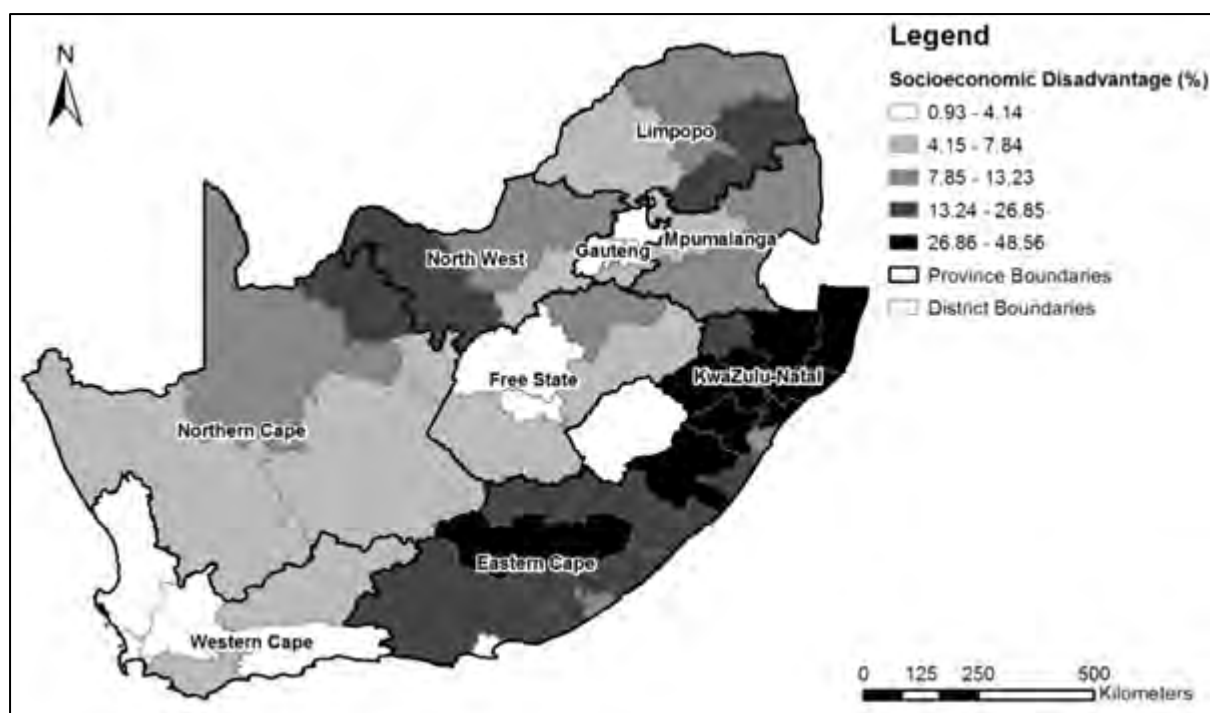 N
Legend
Socioeconomic Disadvantage (%)
0.93 - 4.14
4.15 - 7.84
7.85 - 13.23
13.24 - 26.85
26.86 - 48.56
Province Boundaries
District Boundaries
Limpopo
North West
Gauteng
Mpumalanga
Free State
KwaZulu-Natal
Northern Cape
Eastern Cape
Western Cape
0 125 250 500
Kilometers